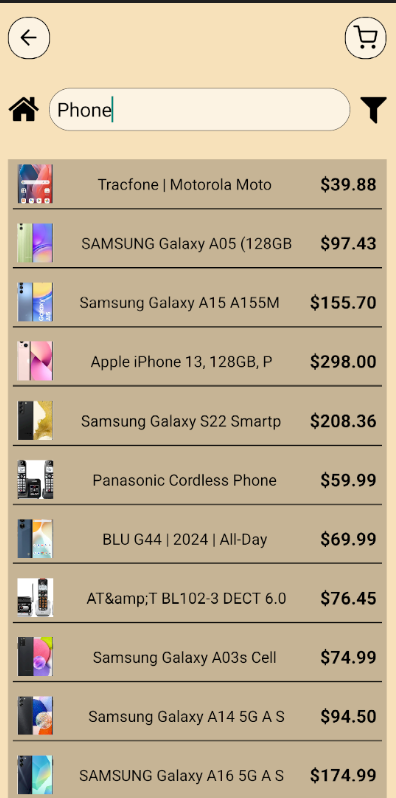 Phone
Tracfone | Motorola Moto $39.88
SAMSUNG Galaxy A05 (128GB $97.43
Samsung Galaxy A15 A155M $155.70
Apple iPhone 13, 128GB, P $298.00
Samsung Galaxy S22 Smartp $208.36
Panasonic Cordless Phone $59.99
BLU G44 | 2024 | All-Day $69.99
AT&amp;T BL102-3 DECT 6.0 $76.45
Samsung Galaxy A03s Cell $74.99
Samsung Galaxy A14 5G A S $94.50
SAMSUNG Galaxy A16 5G A S $174.99